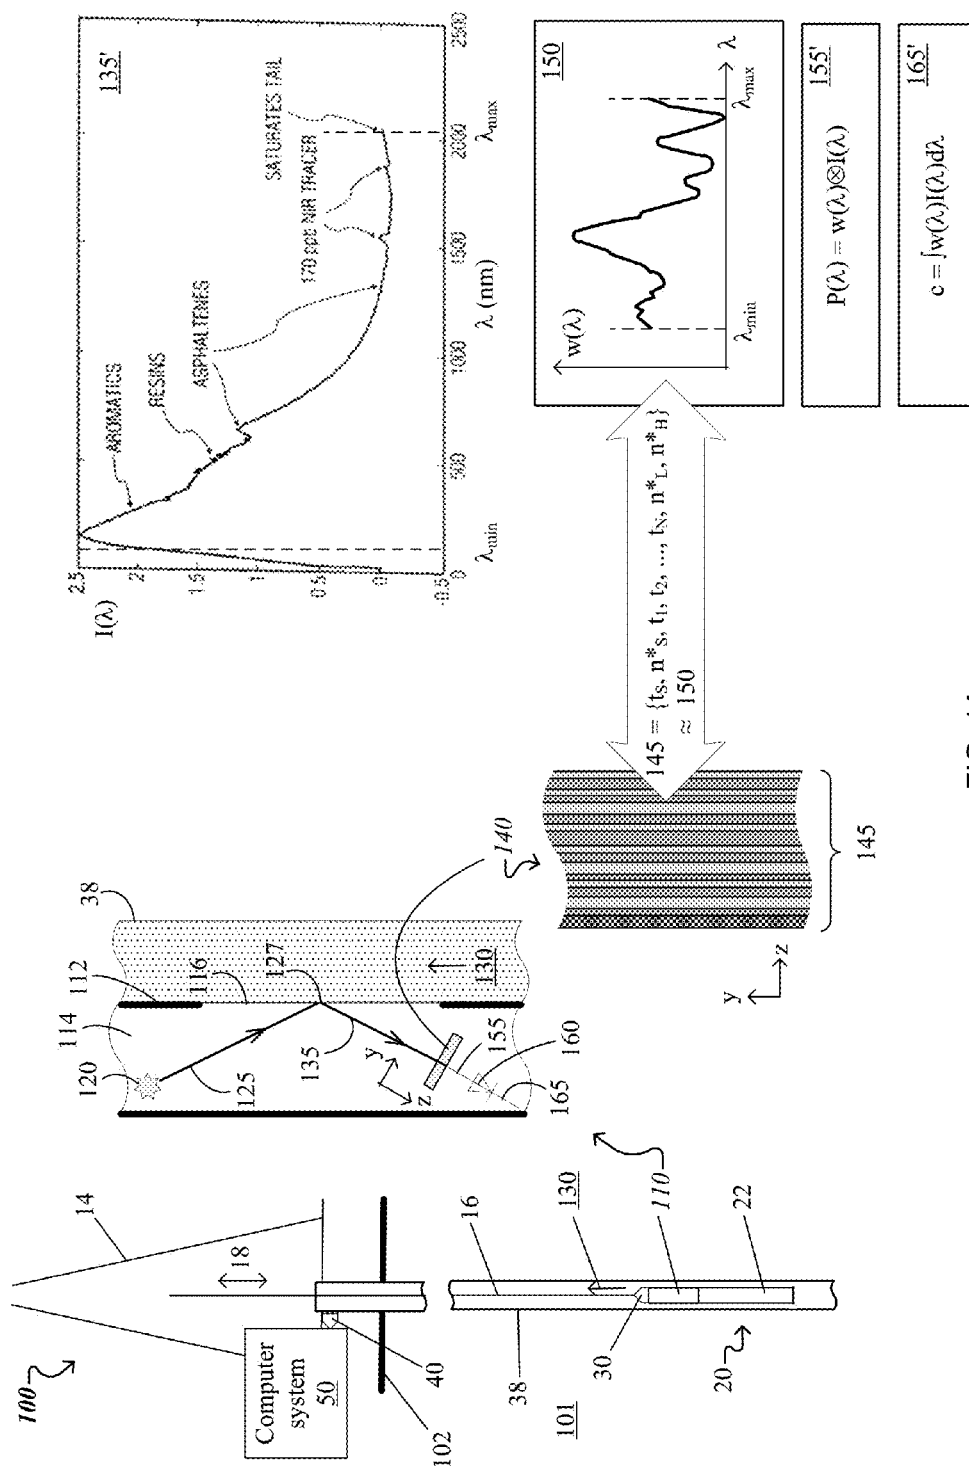 100
14
18
Computer
system
50
40
102
16
130
38
30
110
22
20
101
120
114
112
38
125
116
127
135
y
z
130
140
155
160
165
I(λ)
2.5
2
1.5
1
0.5
0
-0.5
0
500
1000
1500
2000
2500
λ (nm)
λmin
λmax
AROMATICS
RESINS
ASPHALTENES
170 ppt NIR TRACER
SATURATES TAIL
135'
y
z
145
145 = {tS, n*S, t1, t2, ..., tN, n*L, n*H}
≈ 150
w(λ)
λmin
λmax
λ
150
P(λ) = w(λ)⊗I(λ)
155'
c = ∫w(λ)I(λ)dλ
165'